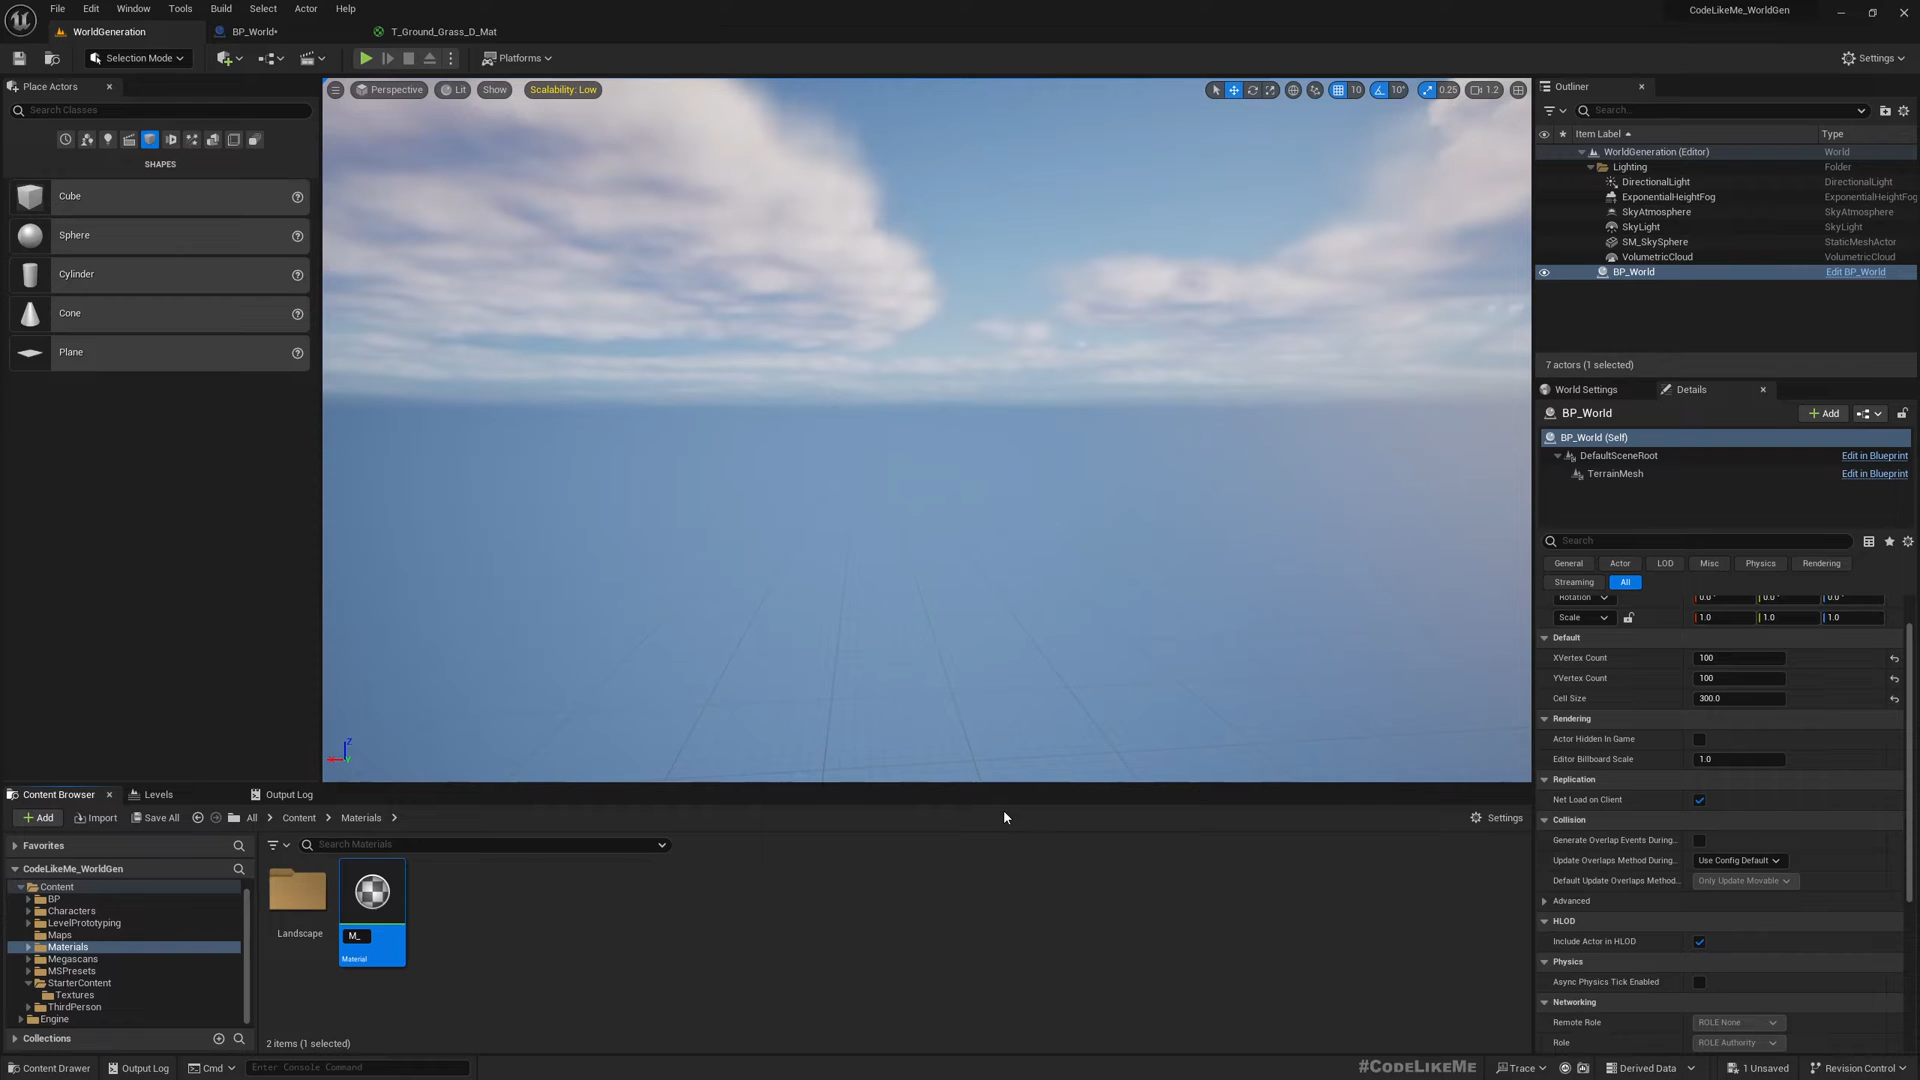 File Edit Window Tools Build Select Actor Help
CodeLikeMe_WorldGen
WorldGeneration
BP_World*
T_Ground_Grass_D_Mat
Selection Mode
Platforms
Settings
Place Actors
Search Classes
SHAPES
Cube
Sphere
Cylinder
Cone
Plane
Perspective
Lit
Show
Scalability: Low
10
10°
0.25
1.2
Outliner
Search...
Item Label
Type
WorldGeneration (Editor)
World
Lighting
Folder
DirectionalLight
DirectionalLight
ExponentialHeightFog
ExponentialHeightFog
SkyAtmosphere
SkyAtmosphere
SkyLight
SkyLight
SM_SkySphere
StaticMeshActor
VolumetricCloud
VolumetricCloud
BP_World
Edit BP_World
7 actors (1 selected)
World Settings
Details
BP_World
Add
BP_World (Self)
DefaultSceneRoot
Edit in Blueprint
TerrainMesh
Edit in Blueprint
Search
General
Actor
LOD
Misc
Physics
Rendering
Streaming
All
Rotation
0.0°
0.0°
0.0°
Scale
1.0
1.0
1.0
Default
XVertex Count
100
YVertex Count
100
Cell Size
300.0
Rendering
Actor Hidden In Game
Editor Billboard Scale
1.0
Replication
Net Load on Client
Collision
Generate Overlap Events During...
Update Overlaps Method During...
Use Config Default
Default Update Overlaps Method...
Only Update Movable
Advanced
HLOD
Include Actor in HLOD
Physics
Async Physics Tick Enabled
Networking
Remote Role
ROLE None
Role
ROLE Authority
Content Browser
Levels
Output Log
Add
Import
Save All
All
Content
Materials
Settings
Favorites
Search Materials
CodeLikeMe_WorldGen
Content
BP
Characters
LevelPrototyping
Maps
Materials
Megascans
MSPresets
StarterContent
Textures
ThirdPerson
Engine
Collections
Landscape
M_
Material
2 items (1 selected)
Content Drawer
Output Log
Cmd
Enter Console Command
#CODELIKEME
Trace
Derived Data
1 Unsaved
Revision Control